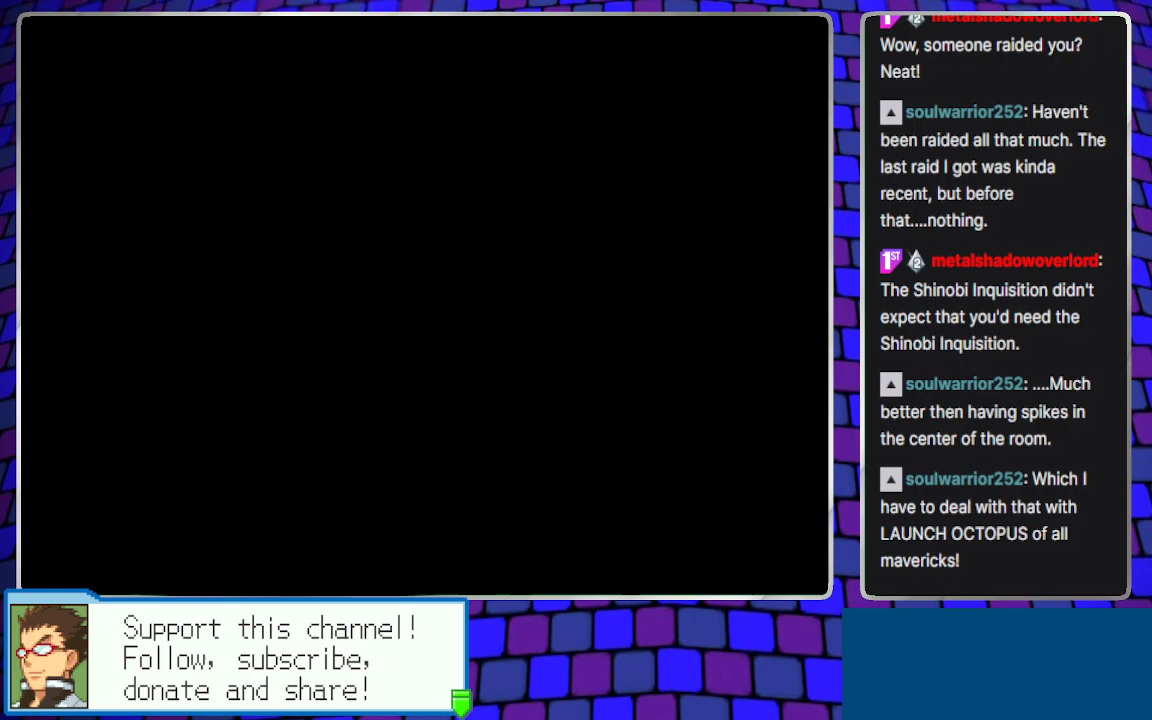 metalshadowoverlord:
Wow, someone raided you?
Neat!
soulwarrior252: Haven't
been raided all that much. The
last raid I got was kinda
recent, but before
that....nothing.
1ST 2 metalshadowoverlord:
The Shinobi Inquisition didn't
expect that you'd need the
Shinobi Inquisition.
soulwarrior252: ....Much
better then having spikes in
the center of the room.
soulwarrior252: Which I
have to deal with that with
LAUNCH OCTOPUS of all
mavericks!
Support this channel!
Follow, subscribe,
donate and share!